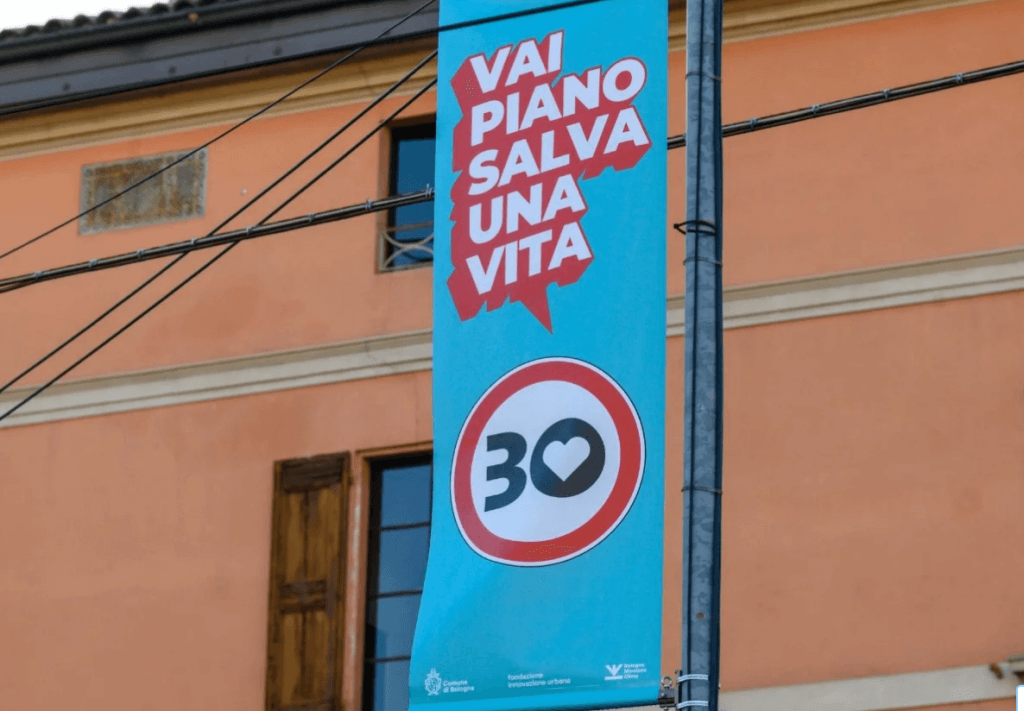 VAI
PIANO
SALVA
UNA
VITA
30
Comune
di Bologna
fondazione
innovazione urbana
Bologna
Missione
Clima